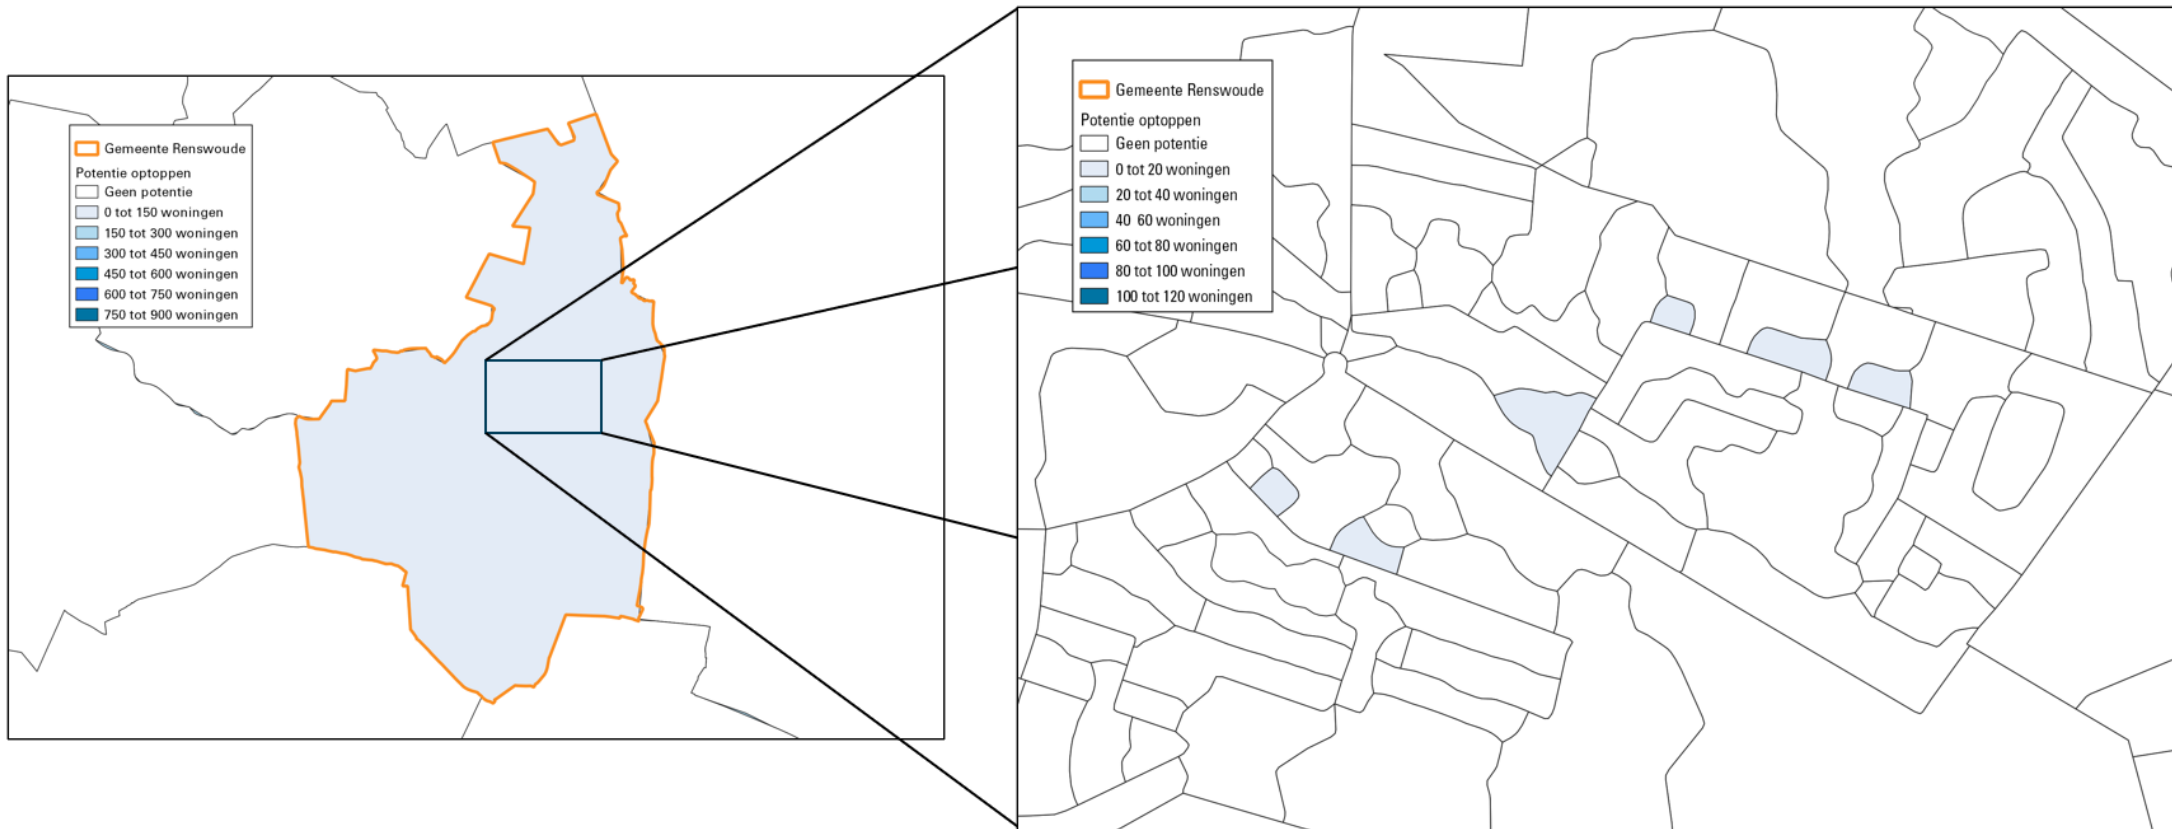 Gemeente Renswoude
Potentie optoppen
Geen potentie
0 tot 150 woningen
150 tot 300 woningen
300 tot 450 woningen
450 tot 600 woningen
600 tot 750 woningen
750 tot 900 woningen
Gemeente Renswoude
Potentie optoppen
Geen potentie
0 tot 20 woningen
20 tot 40 woningen
40 60 woningen
60 tot 80 woningen
80 tot 100 woningen
100 tot 120 woningen